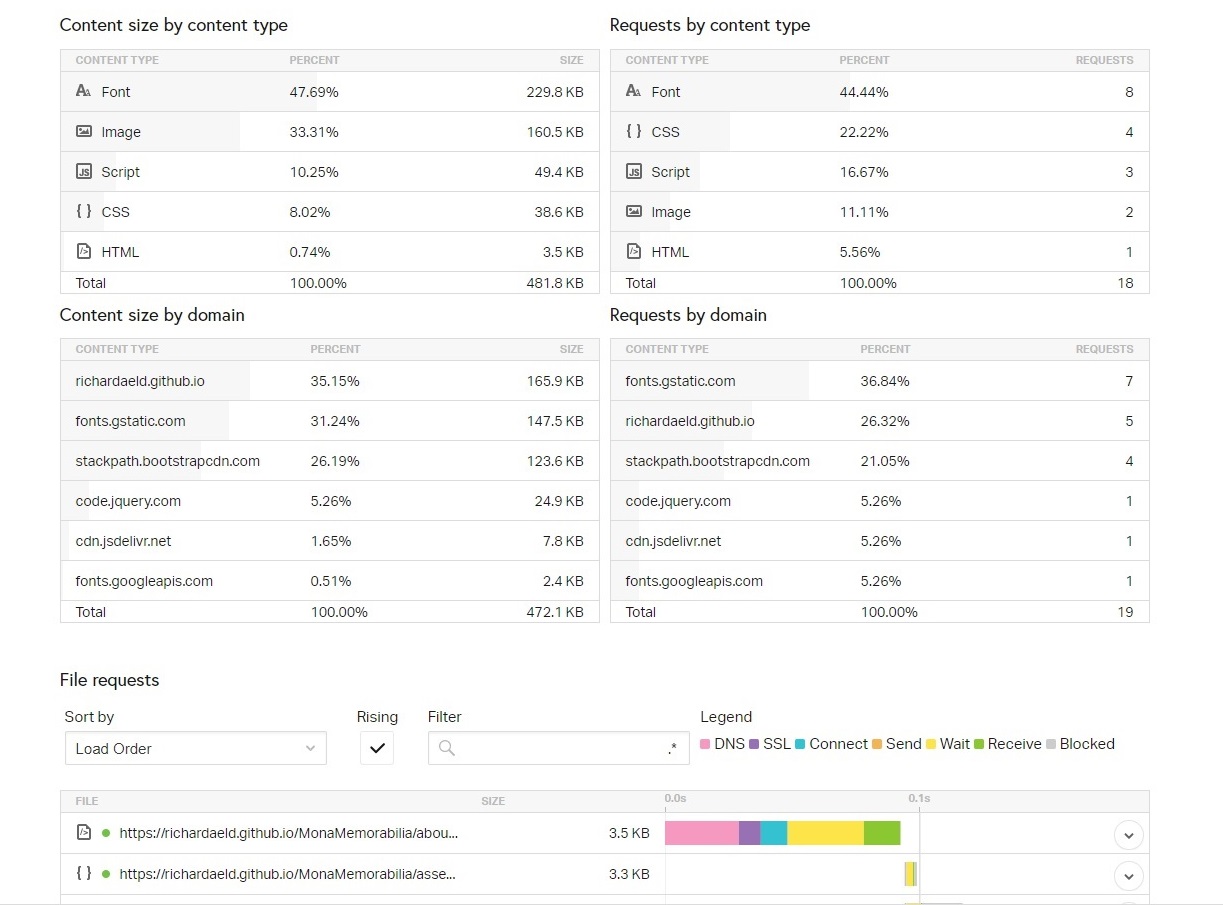 Content size by content type
CONTENT TYPE PERCENT SIZE
Font 47.69% 229.8 KB
Image 33.31% 160.5 KB
JS Script 10.25% 49.4 KB
{ } CSS 8.02% 38.6 KB
HTML 0.74% 3.5 KB
Total 100.00% 481.8 KB
Requests by content type
CONTENT TYPE PERCENT REQUESTS
Font 44.44% 8
{ } CSS 22.22% 4
JS Script 16.67% 3
Image 11.11% 2
HTML 5.56% 1
Total 100.00% 18
Content size by domain
CONTENT TYPE PERCENT SIZE
richardaeld.github.io 35.15% 165.9 KB
fonts.gstatic.com 31.24% 147.5 KB
stackpath.bootstrapcdn.com 26.19% 123.6 KB
code.jquery.com 5.26% 24.9 KB
cdn.jsdelivr.net 1.65% 7.8 KB
fonts.googleapis.com 0.51% 2.4 KB
Total 100.00% 472.1 KB
Requests by domain
CONTENT TYPE PERCENT REQUESTS
fonts.gstatic.com 36.84% 7
richardaeld.github.io 26.32% 5
stackpath.bootstrapcdn.com 21.05% 4
code.jquery.com 5.26% 1
cdn.jsdelivr.net 5.26% 1
fonts.googleapis.com 5.26% 1
Total 100.00% 19
File requests
Sort by Rising Filter Legend
Load Order .* DNS SSL Connect Send Wait Receive Blocked
FILE SIZE 0.0s 0.1s
https://richardaeld.github.io/MonaMemorabilia/abou... 3.5 KB
{ } https://richardaeld.github.io/MonaMemorabilia/asse... 3.3 KB